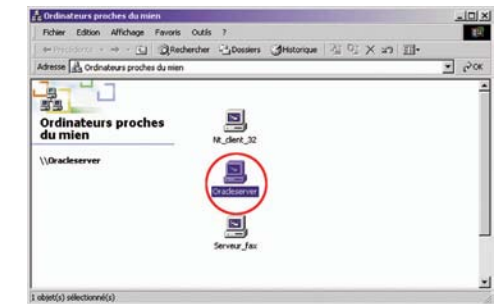 Ordinateurs proches du mien
Fichier Edition Affichage Favoris Outils ?
Précédente Rechercher Dossiers Historique
Adresse Ordinateurs proches du mien OK
Ordinateurs proches
du mien
\\Oracleserver
Nt_client_32
Oracleserver
Serveur_fax
1 objet(s) sélectionné(s)